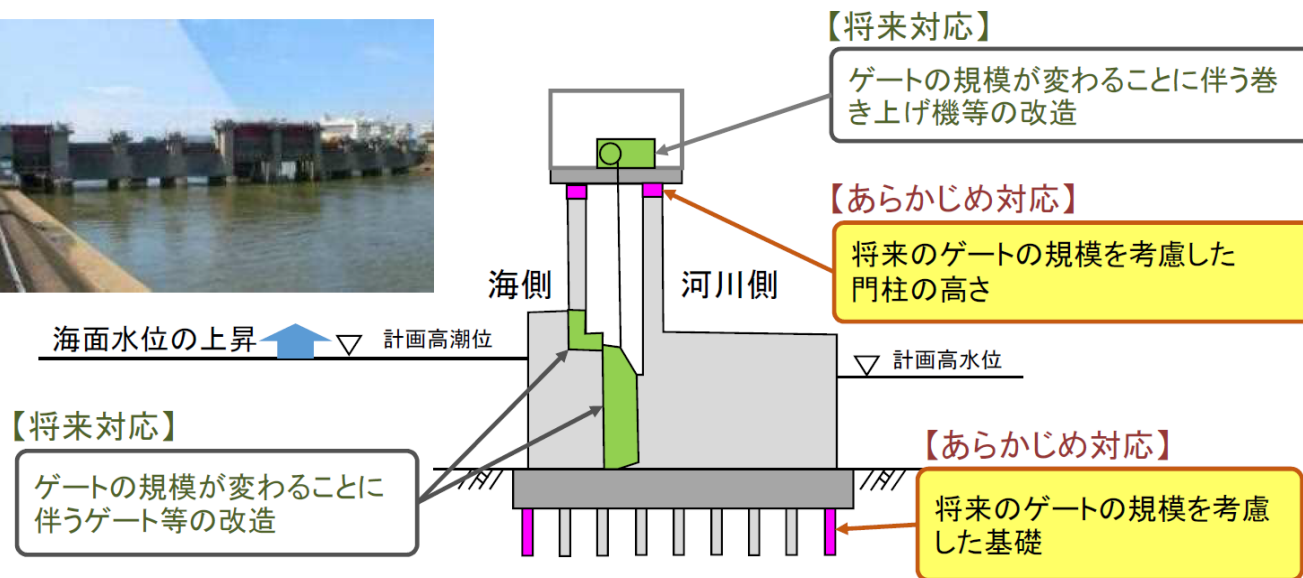 【将来対応】
ゲートの規模が変わることに伴う巻
き上げ機等の改造
【あらかじめ対応】
将来のゲートの規模を考慮した
門柱の高さ
海側
河川側
海面水位の上昇
計画高潮位
計画高水位
【将来対応】
ゲートの規模が変わることに
伴うゲート等の改造
【あらかじめ対応】
将来のゲートの規模を考慮
した基礎